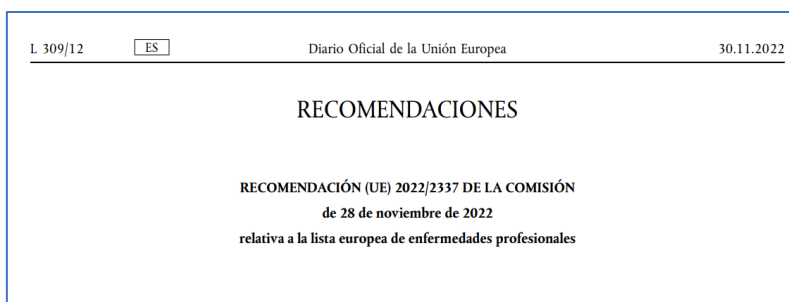 L 309/12 ES Diario Oficial de la Unión Europea 30.11.2022
RECOMENDACIONES
RECOMENDACIÓN (UE) 2022/2337 DE LA COMISIÓN
de 28 de noviembre de 2022
relativa a la lista europea de enfermedades profesionales